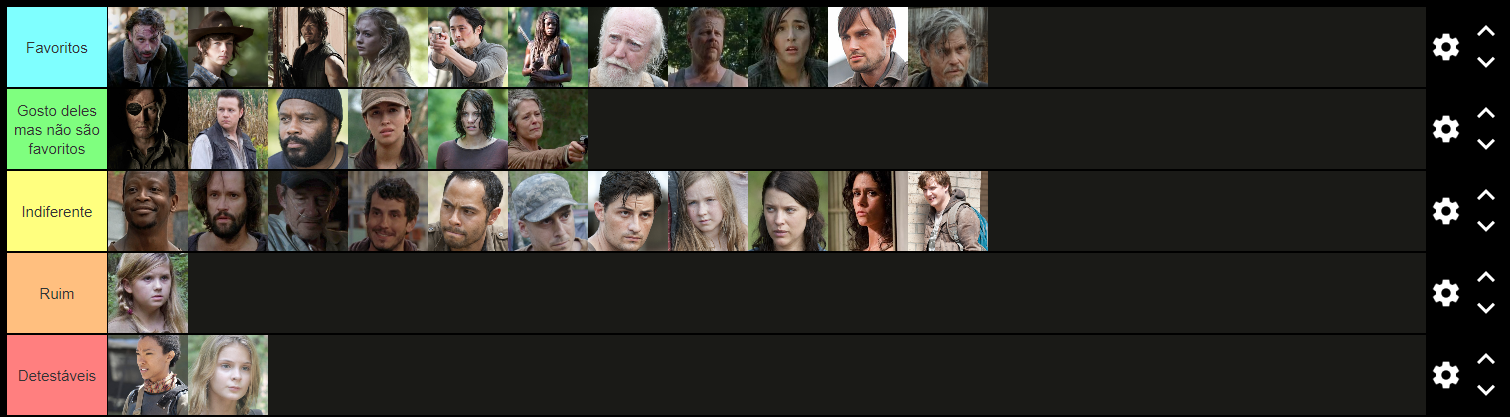 Favoritos
Gosto deles
mas não são
favoritos
Indiferente
Ruim
Detestáveis